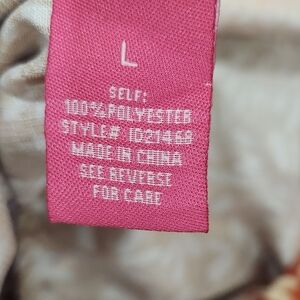 L
SELF:
100%POLYESTER
STYLE# ID21468
MADE IN CHINA
SEE REVERSE
FOR CARE